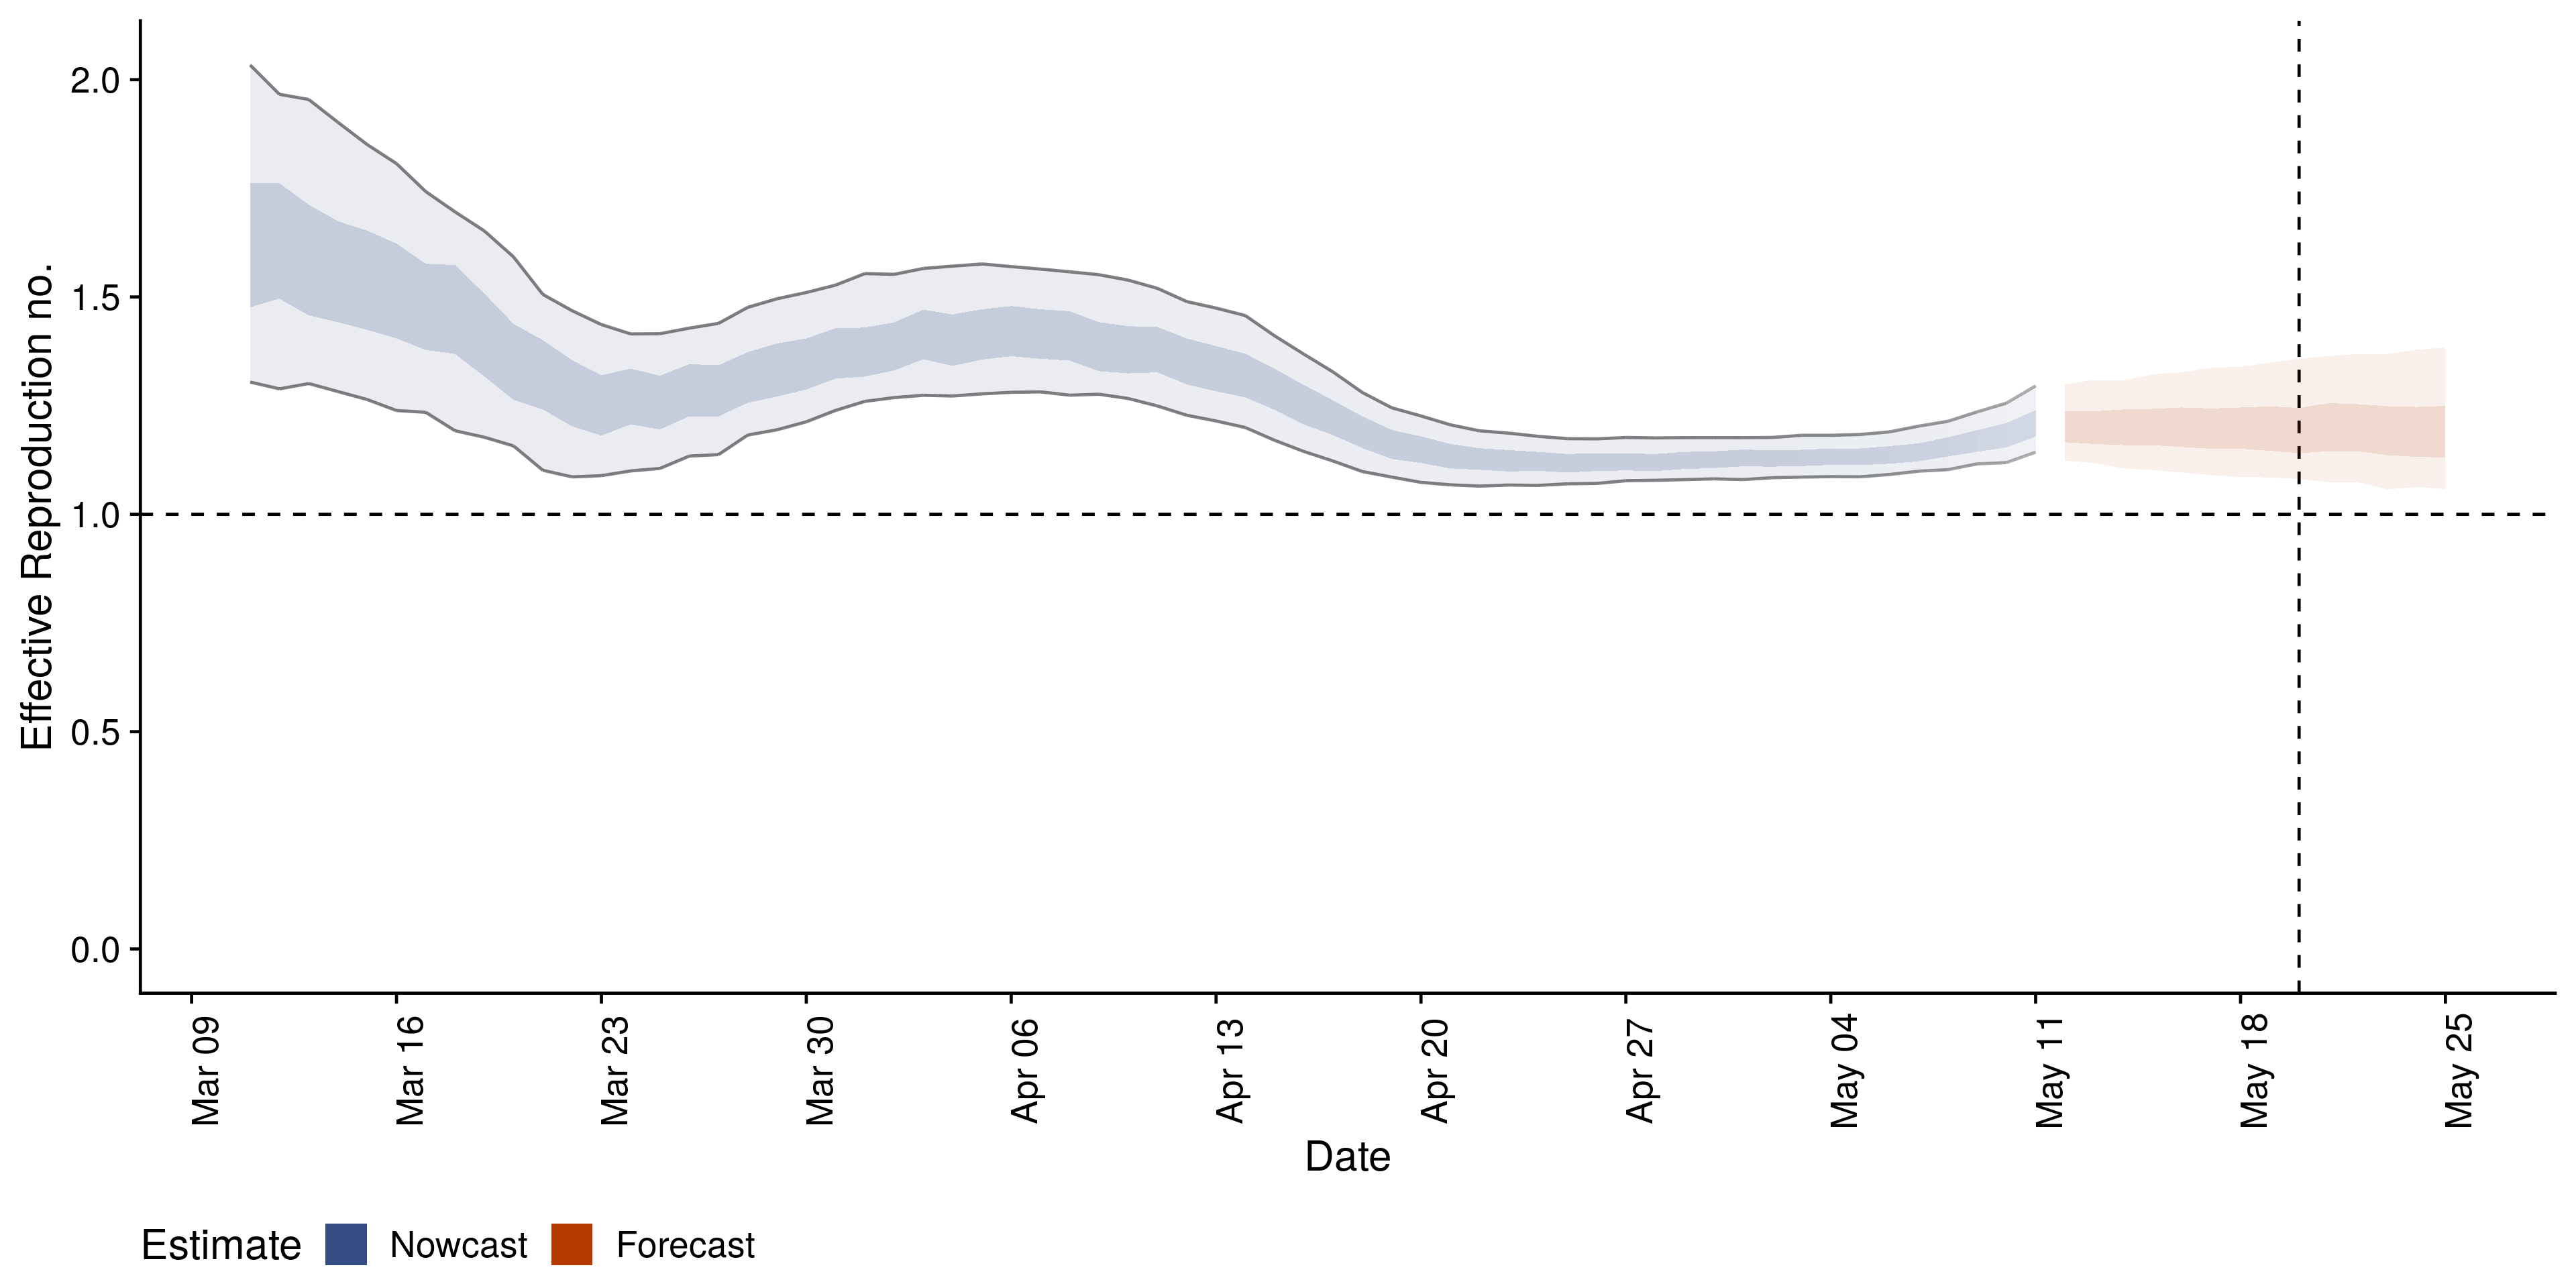 Effective Reproduction no.
2.0
1.5
1.0
0.5
0.0
Mar 09
Mar 16
Mar 23
Mar 30
Apr 06
Apr 13
Apr 20
Apr 27
May 04
May 11
May 18
May 25
Date
Estimate Nowcast Forecast